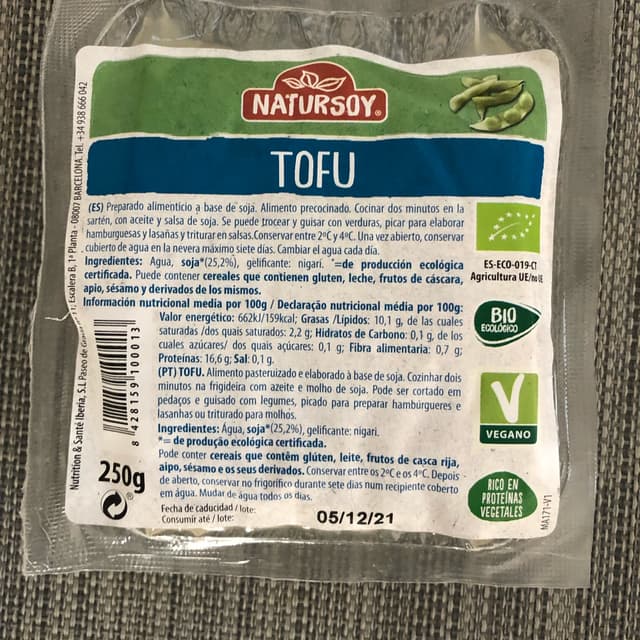 NATURSOY®
TOFU
(ES) Preparado alimenticio a base de soja. Alimento precocinado. Cocinar dos minutos en la
sartén, con aceite y salsa de soja. Se puede trocear y guisar con verduras, picar para elaborar
hamburguesas y lasañas y triturar en salsas.Conservar entre 2ºC y 4ºC. Una vez abierto, conservar
cubierto de agua en la nevera máximo siete días. Cambiar el agua cada día.
Ingredientes: Agua, soja*(25,2%), gelificante: nigari. *=de producción ecológica
certificada. Puede contener cereales que contienen gluten, leche, frutos de cáscara,
apio, sésamo y derivados de los mismos.
Información nutricional media por 100g / Declaração nutricional média por 100g:
Valor energético: 662kJ/159kcal; Grasas /Lípidos: 10,1 g, de las cuales
saturadas /dos quais saturados: 2,2 g; Hidratos de Carbono: 0,1 g, de los
cuales azúcares/ dos quais açúcares: 0,1 g; Fibra alimentaria: 0,7 g;
Proteínas: 16,6 g; Sal: 0,1 g.
(PT) TOFU. Alimento pasteruizado e elaborado à base de soja. Cozinhar dois
minutos na frigideira com azeite e molho de soja. Pode ser cortado em
pedaços e guisado com legumes, picado para preparar hambúrgueres e
lasanhas ou triturado para molhos.
Ingredientes: Água, soja*(25,2%), gelificante: nigari.
*= de produção ecológica certificada.
Pode conter cereais que contêm glúten, leite, frutos de casca rija,
aipo, sésamo e os seus derivados. Conservar entre os 2ºC e os 4ºC. Depois
de aberto, conservar no frigorífico durante sete dias num recipiente coberto
em água. Mudar de água todos os dias.
Fecha de caducidad / lote:
Consumir até / lote:
05/12/21
250g
8 428159 100013
Nutrition & Santé Iberia, S.L. Paseo de
Escalera B, 1ª Planta - 08007 BARCELONA. Tel. +34 938 666 042
ES-ECO-019-CT
Agricultura UE/no UE
BIO
ECOLÓGICO
V
VEGANO
RICO EN
PROTEÍNAS
VEGETALES
MA171-V1